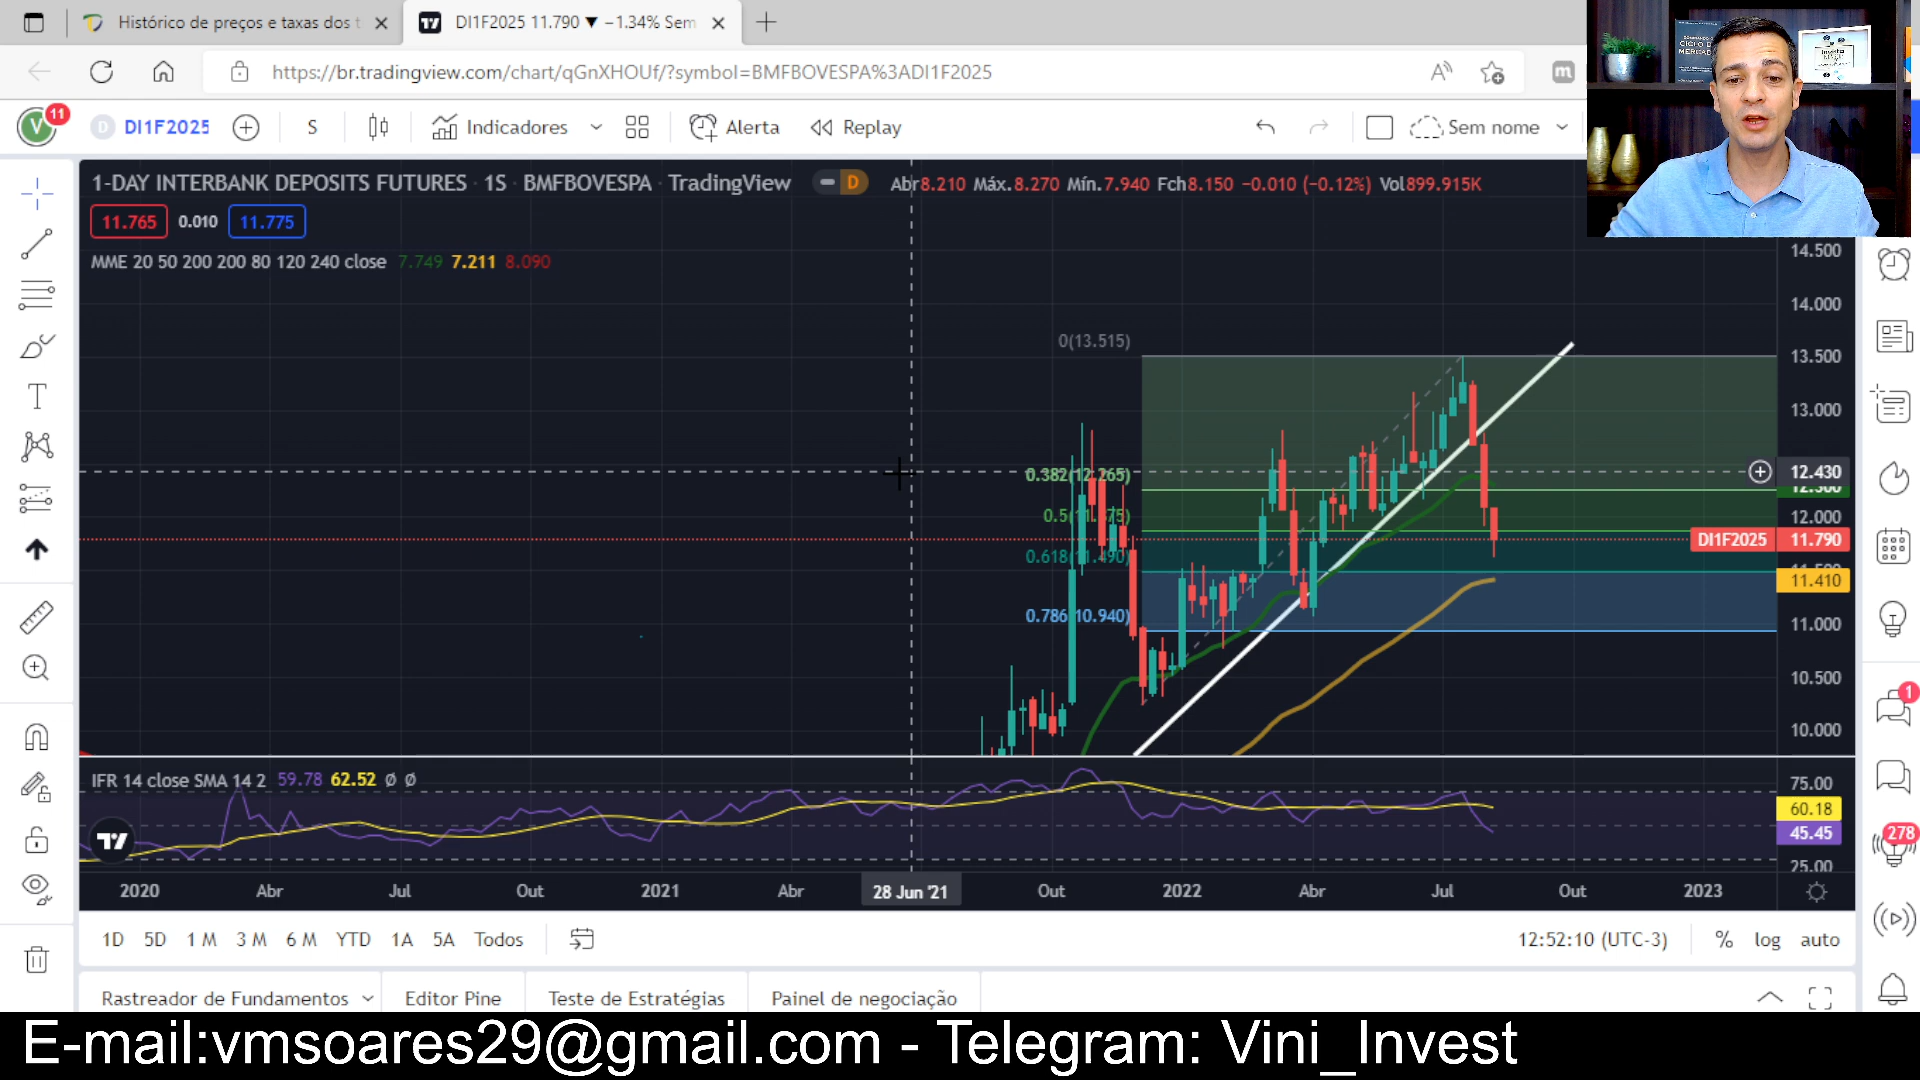 Histórico de preços e taxas dos t
DI1F2025 11.790 ▼ −1.34% Sem
https://br.tradingview.com/chart/qGnXHOUf/?symbol=BMFBOVESPA%3ADI1F2025
V 11 D DI1F2025 S Indicadores Alerta Replay Sem nome
1-DAY INTERBANK DEPOSITS FUTURES · 1S · BMFBOVESPA · TradingView D Abr8.210 Máx.8.270 Mín.7.940 Fch8.150 −0.010 (−0.12%) Vol899.915K
11.765 0.010 11.775
MME 20 50 200 200 80 120 240 close 7.749 7.211 8.090
14.500
14.000
0(13.515)
13.500
13.000
0.382(12.265)
12.430
12.000
DI1F2025 11.790
11.410
0.786(10.940)
11.000
10.500
10.000
IFR 14 close SMA 14 2 59.78 62.52 Ø Ø
75.00
60.18
45.45
25.00
2020 Abr Jul Out 2021 Abr 28 Jun '21 Out 2022 Abr Jul Out 2023
1
278
1D 5D 1 M 3 M 6 M YTD 1A 5A Todos 12:52:10 (UTC-3) % log auto
Rastreador de Fundamentos Editor Pine Teste de Estratégias Painel de negociação
E-mail:vmsoares29@gmail.com - Telegram: Vini_Invest